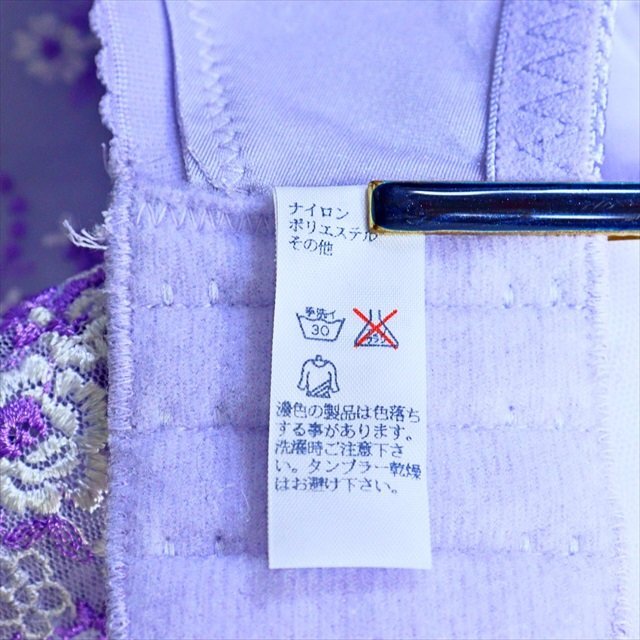 ナイロン
ポリエステル
その他
手洗イ
30
濃色の製品は色落ち
する事があります。
洗濯時ご注意下さ
い。タンブラー乾燥
はお避け下さい。